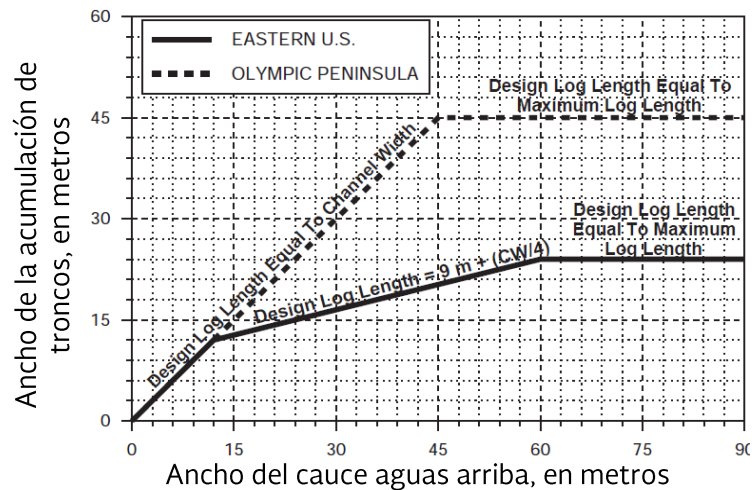 60
EASTERN U.S.
OLYMPIC PENINSULA
Design Log Length Equal To
Maximum Log Length
45
Design Log Length Equal To Channel Width
30
Design Log Length
Equal To Maximum
Log Length
Design Log Length = 9 m + (CW/4)
15
0
0 15 30 45 60 75 90
Ancho de la acumulación de
troncos, en metros
Ancho del cauce aguas arriba, en metros